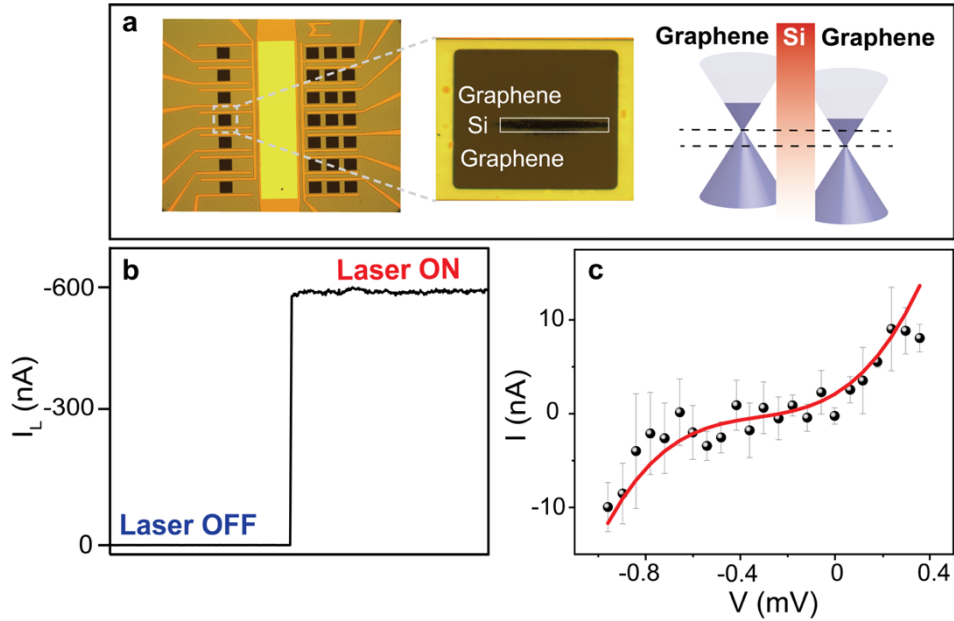 a
Graphene
Si
Graphene
Graphene Si Graphene
b
Laser ON
Laser OFF
-600
-300
0
I_L (nA)
c
10
0
-10
I (nA)
-0.8 -0.4 0 0.4
V (mV)